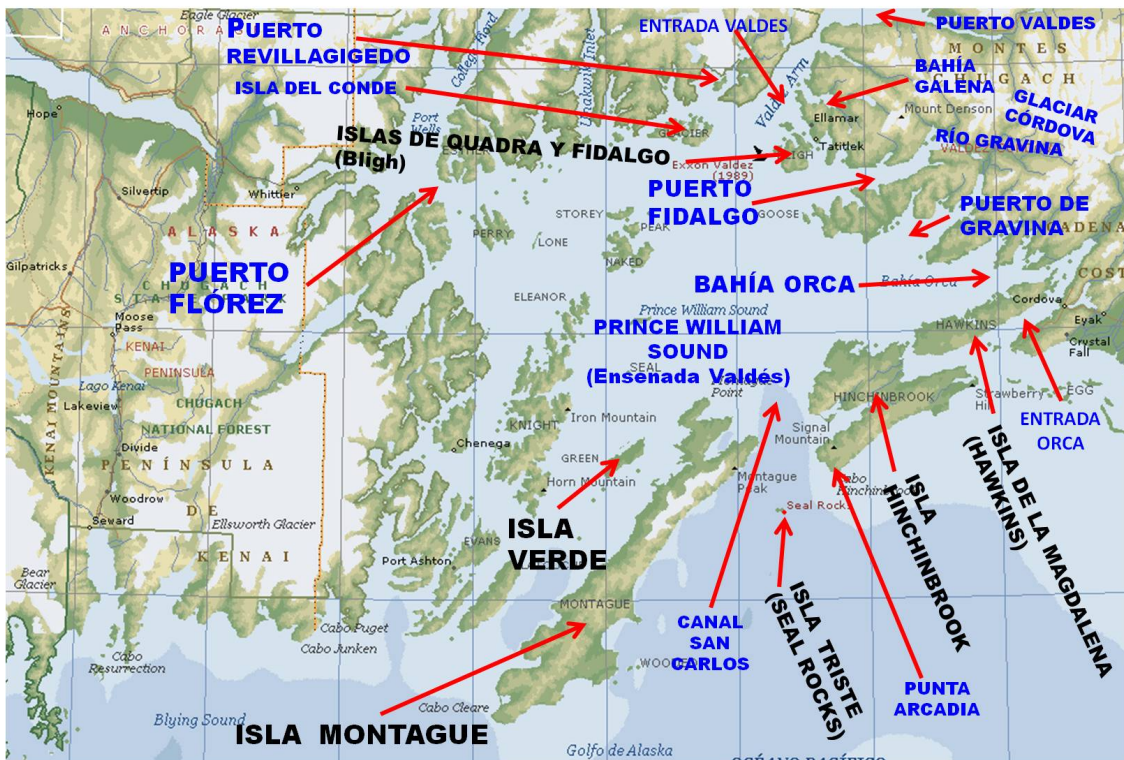 Eagle Glacier
ANCHORAG
PUERTO
REVILLAGIGEDO
ISLA DEL CONDE
College Fiord
Unakwik Inlet
ENTRADA VALDES
Valdez Arm
PUERTO VALDES
MONTES
CHUGACH
BAHÍA
GALENA
Mount Denson
GLACIAR
CÓRDOVA
RÍO GRAVINA
Hope
Port
Wells
ISLAS DE QUADRA Y FIDALGO
(Bligh)
GLACIER
Ellamar
Tatitlek
Exxon Valdez
(1989)
Silvertip
Whittier
PUERTO
FIDALGO
GOOSE
PUERTO DE
GRAVINA
STOREY
PEAK
PERRY
LONE
NAKED
ALASKA
Gilpatricks
PUERTO
FLÓREZ
CHUGACH
ELEANOR
BAHÍA ORCA
Bahía Orca
COST
Cordova
Eyak
Crystal
Fall
Moose
Pass
KENAI
PENINSULA
KENAI MOUNTAINS
Prince William Sound
PRINCE WILLIAM
SOUND
(Ensenada Valdés)
HAWKINS
SEAL
Point
Lago Kenai
Lakeview
CHUGACH
NATIONAL FOREST
Divide
KNIGHT
Iron Mountain
HINCHINBROOK
Strawberry
Hill
EGG
ENTRADA
ORCA
Signal
Mountain
Chenega
GREEN
Horn Mountain
Montague
Peak
Cabo
Hinchinbrook
PENÍNSULA
DE
KENAI
Woodrow
Seward
Ellsworth Glacier
Seal Rocks
ISLA
VERDE
EVANS
Port Ashton
Bear
Glacier
MONTAGUE
CANAL
SAN
CARLOS
ISLA TRISTE
(SEAL ROCKS)
ISLA
HINCHINBROOK
ISLA DE LA MAGDALENA
(HAWKINS)
PUNTA
ARCADIA
Cabo Puget
Cabo Junken
Cabo
Resurrection
Cabo Cleare
Blying Sound
ISLA MONTAGUE
Golfo de Alaska
OCÉANO PACÍFICO